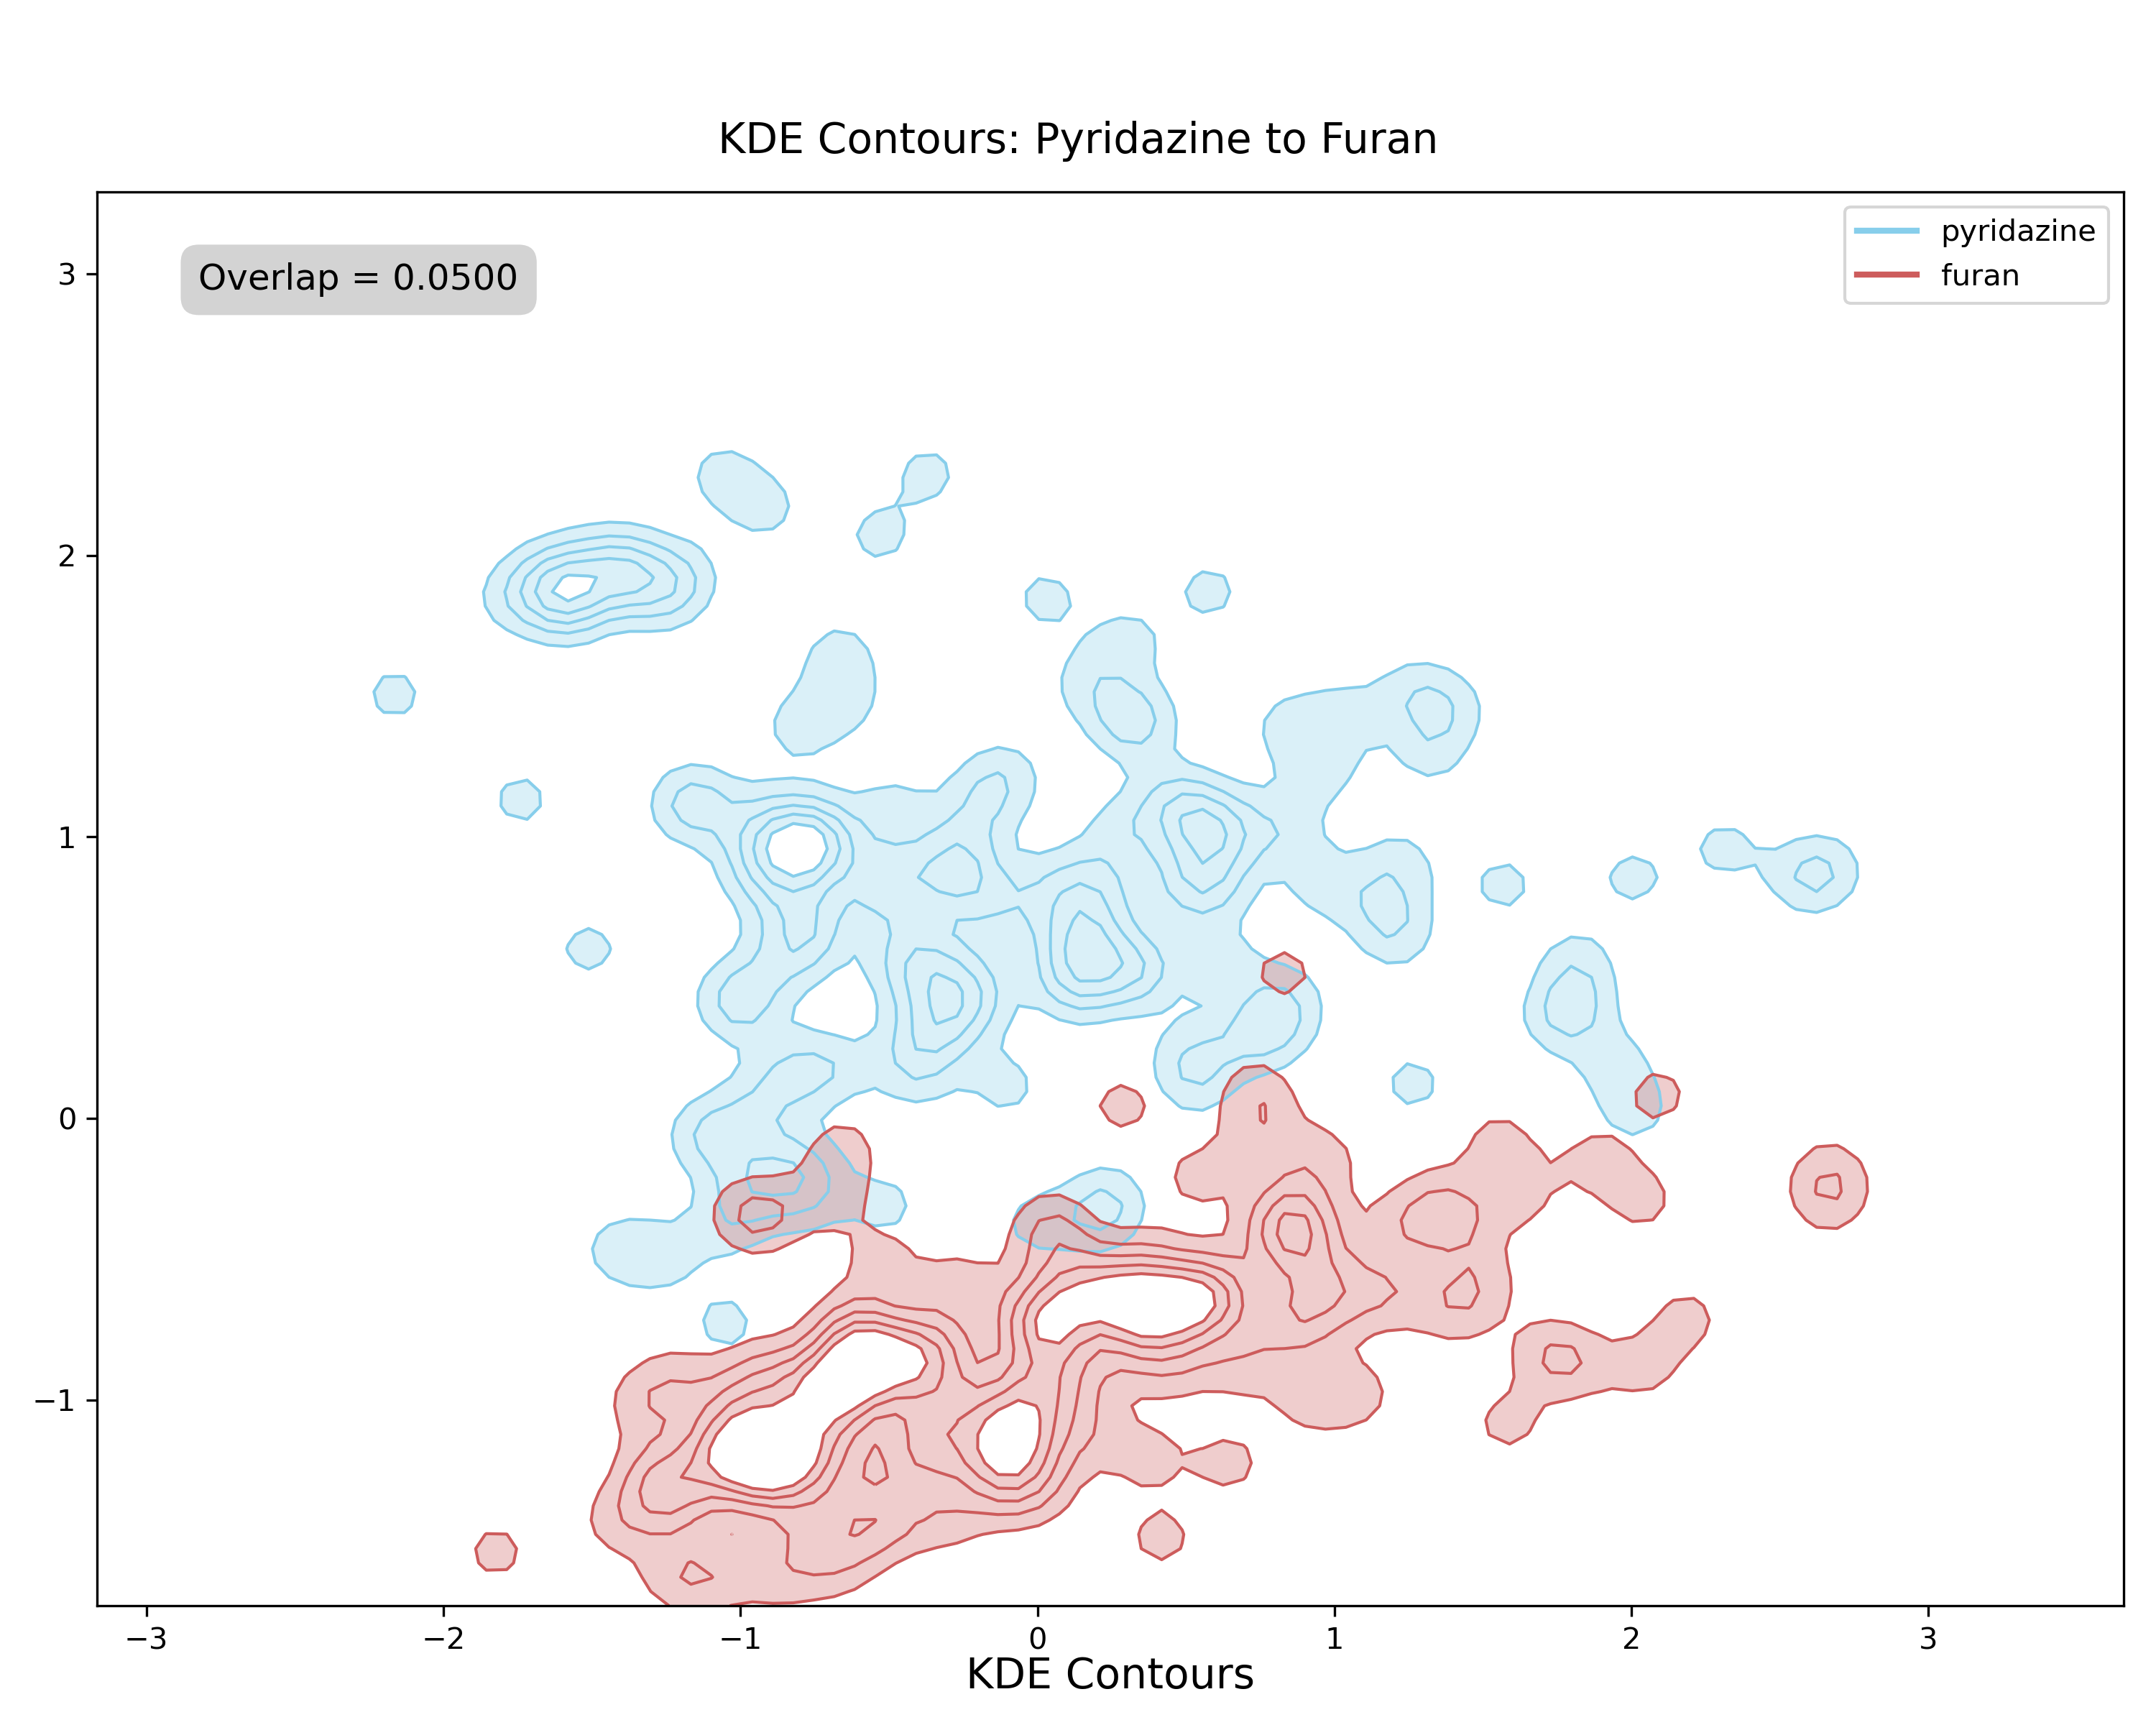 KDE Contours: Pyridazine to Furan
Overlap = 0.0500
pyridazine
furan
3
2
1
0
−1
−3
−2
−1
0
1
2
3
KDE Contours